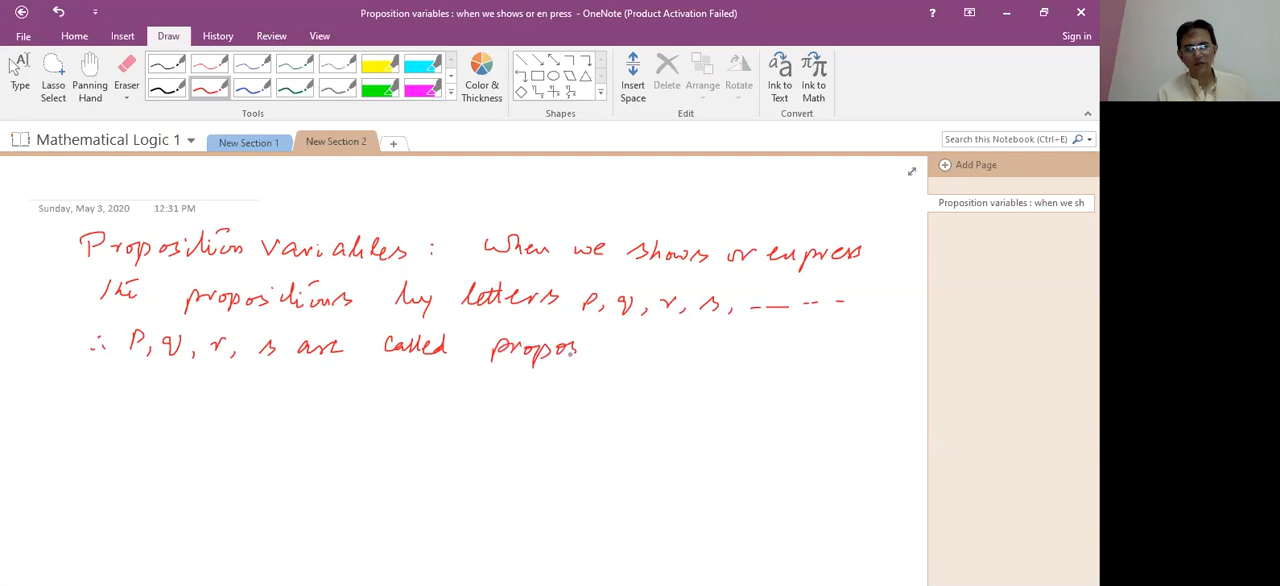 Proposition variables : when we shows or en press - OneNote (Product Activation Failed)
? Sign in
File Home Insert Draw History Review View
Type Lasso Select Panning Hand Eraser Color & Thickness Insert Space Delete Arrange Rotate Ink to Text Ink to Math
Tools Shapes Edit Convert
Mathematical Logic 1 New Section 1 New Section 2 + Search this Notebook (Ctrl+E)
Add Page
Proposition variables : when we sh
Sunday, May 3, 2020 12:31 PM
Proposition variables : when we shows or express
the propositions by letters p, q, r, s, — — - -
∴ p, q, r, s are called propos